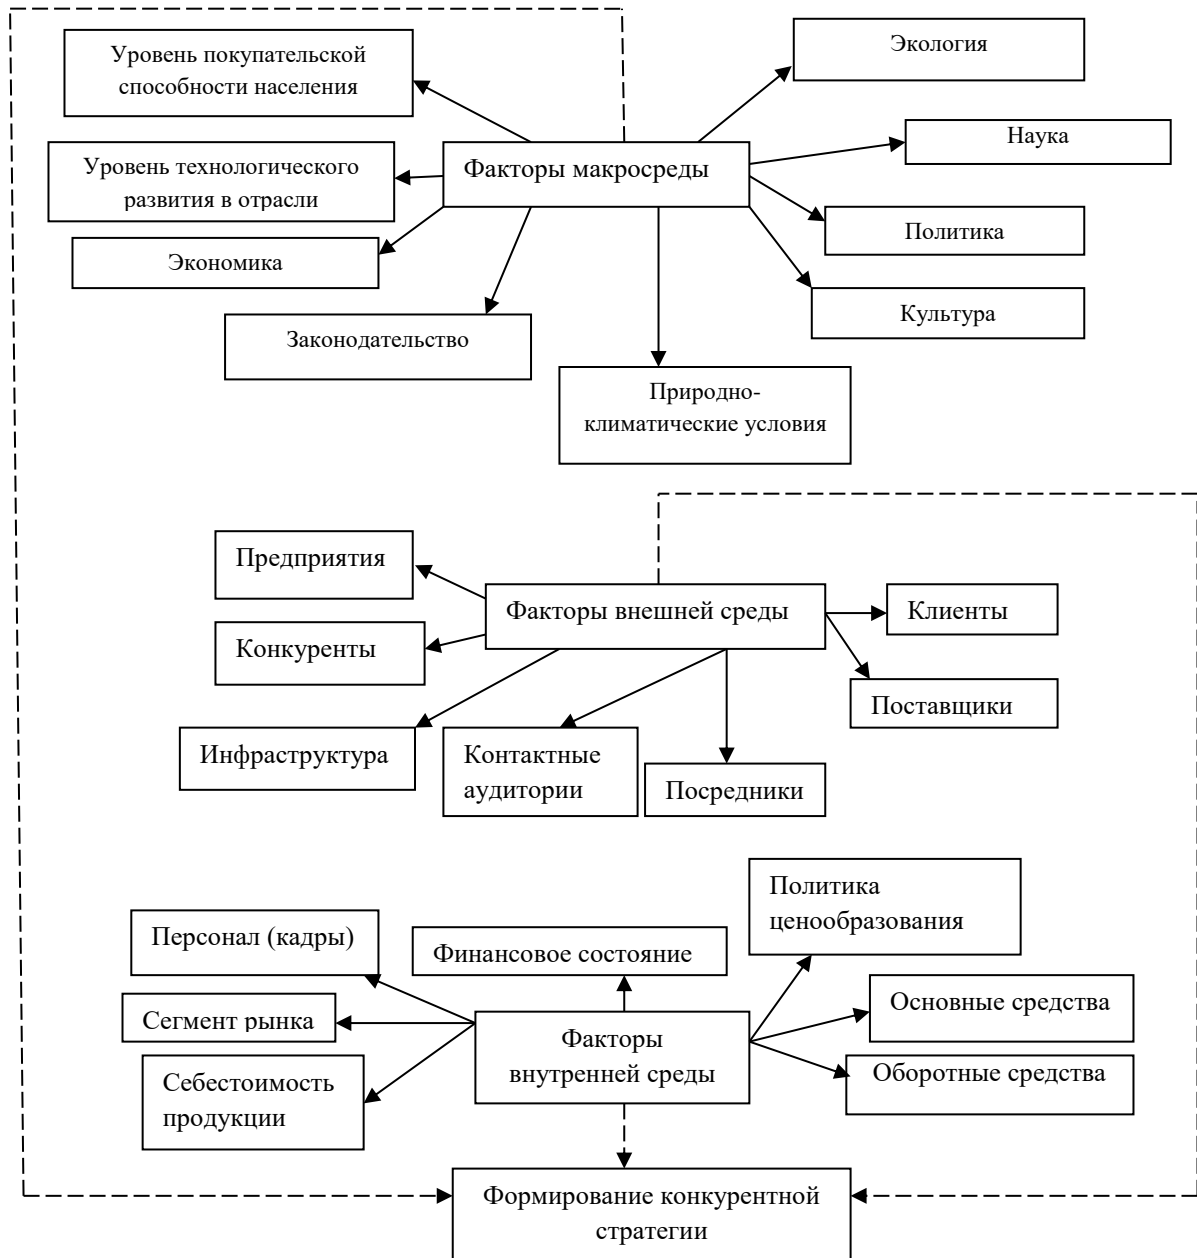 Уровень покупательской
способности населения
Экология
Наука
Факторы макросреды
Уровень технологического
развития в отрасли
Политика
Экономика
Культура
Законодательство
Природно-
климатические условия
Предприятия
Факторы внешней среды
Клиенты
Конкуренты
Поставщики
Инфраструктура
Контактные
аудитории
Посредники
Политика
ценообразования
Персонал (кадры)
Финансовое состояние
Основные средства
Сегмент рынка
Факторы
внутренней среды
Оборотные средства
Себестоимость
продукции
Формирование конкурентной
стратегии